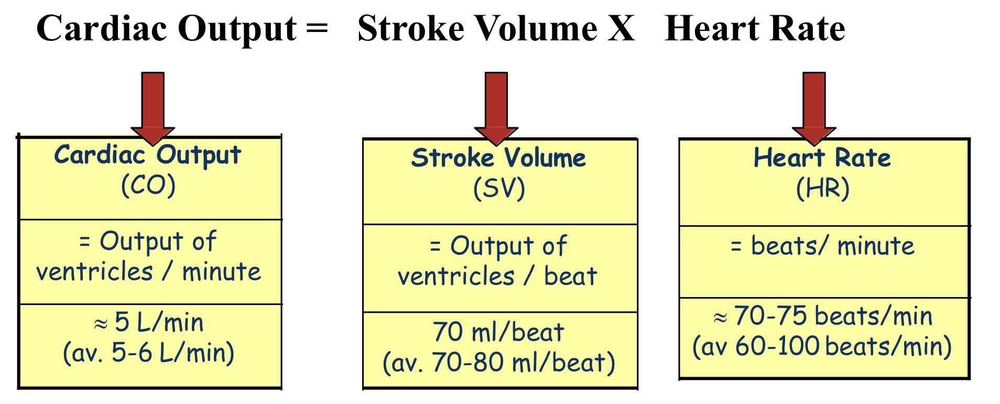 Cardiac Output = Stroke Volume X Heart Rate
Cardiac Output
(CO)
= Output of
ventricles / minute
≈ 5 L/min
(av. 5-6 L/min)
Stroke Volume
(SV)
= Output of
ventricles / beat
70 ml/beat
(av. 70-80 ml/beat)
Heart Rate
(HR)
= beats/ minute
≈ 70-75 beats/min
(av 60-100 beats/min)